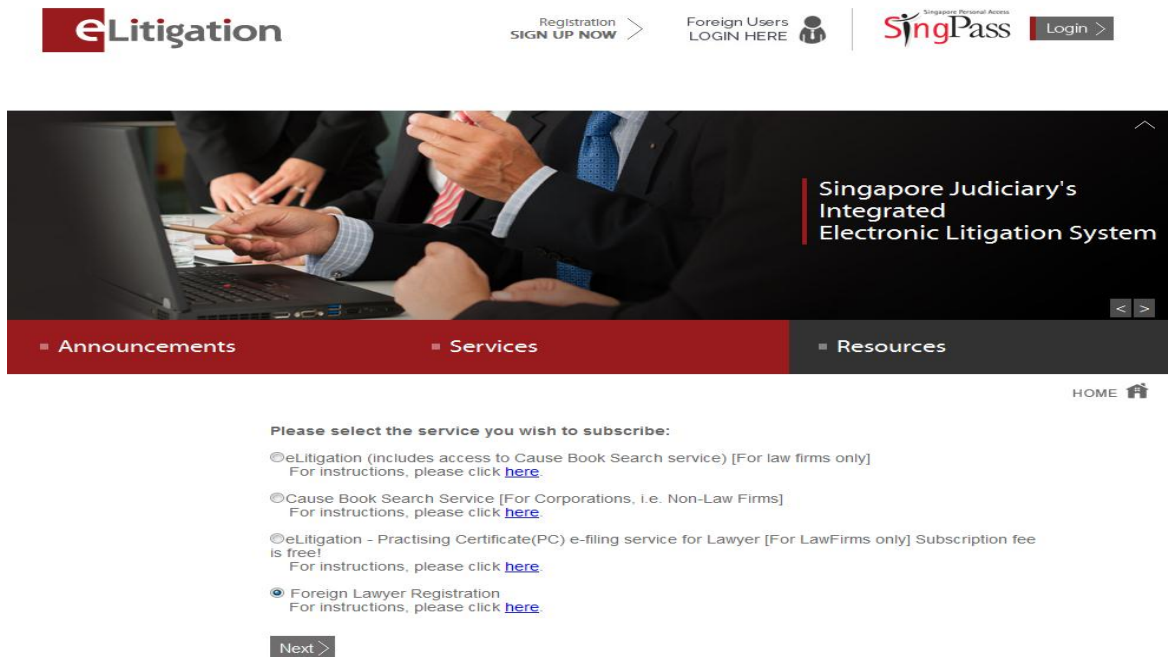 eLitigation
Registration
SIGN UP NOW
Foreign Users
LOGIN HERE
Singapore Personal Access
SingPass
Login >
Singapore Judiciary's
Integrated
Electronic Litigation System
< >
Announcements
Services
Resources
HOME
Please select the service you wish to subscribe:
eLitigation (includes access to Cause Book Search service) [For law firms only]
For instructions, please click here.
Cause Book Search Service [For Corporations, i.e. Non-Law Firms]
For instructions, please click here.
eLitigation - Practising Certificate(PC) e-filing service for Lawyer [For LawFirms only] Subscription fee
is free!
For instructions, please click here.
Foreign Lawyer Registration
For instructions, please click here.
Next >